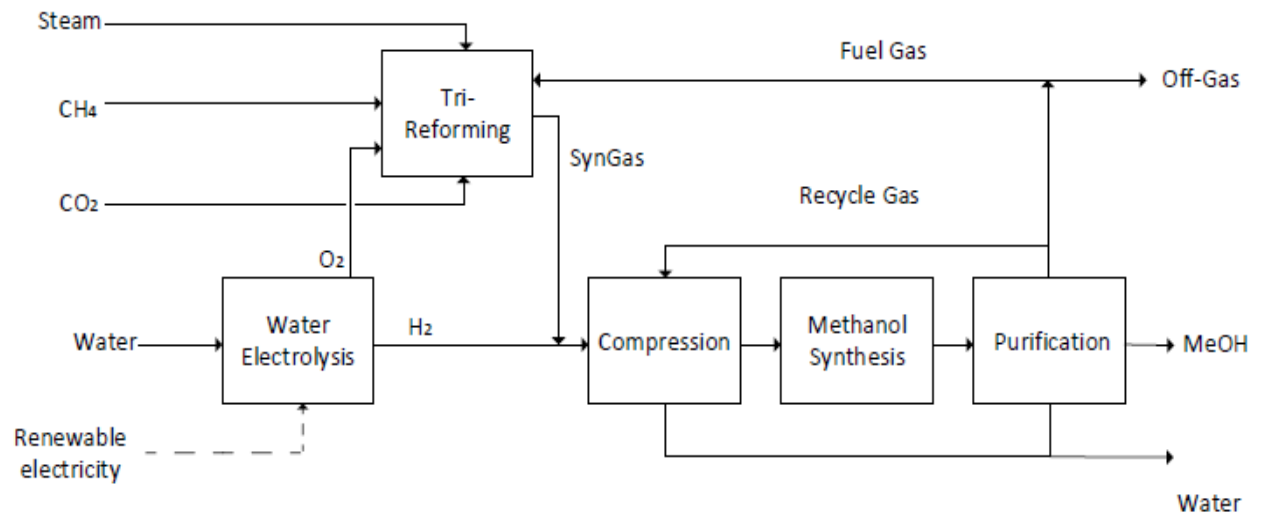 Steam
Fuel Gas
Off-Gas
CH₄
Tri-
Reforming
SynGas
CO₂
Recycle Gas
O₂
Water
Water
Electrolysis
H₂
Compression
Methanol
Synthesis
Purification
MeOH
Renewable
electricity
Water